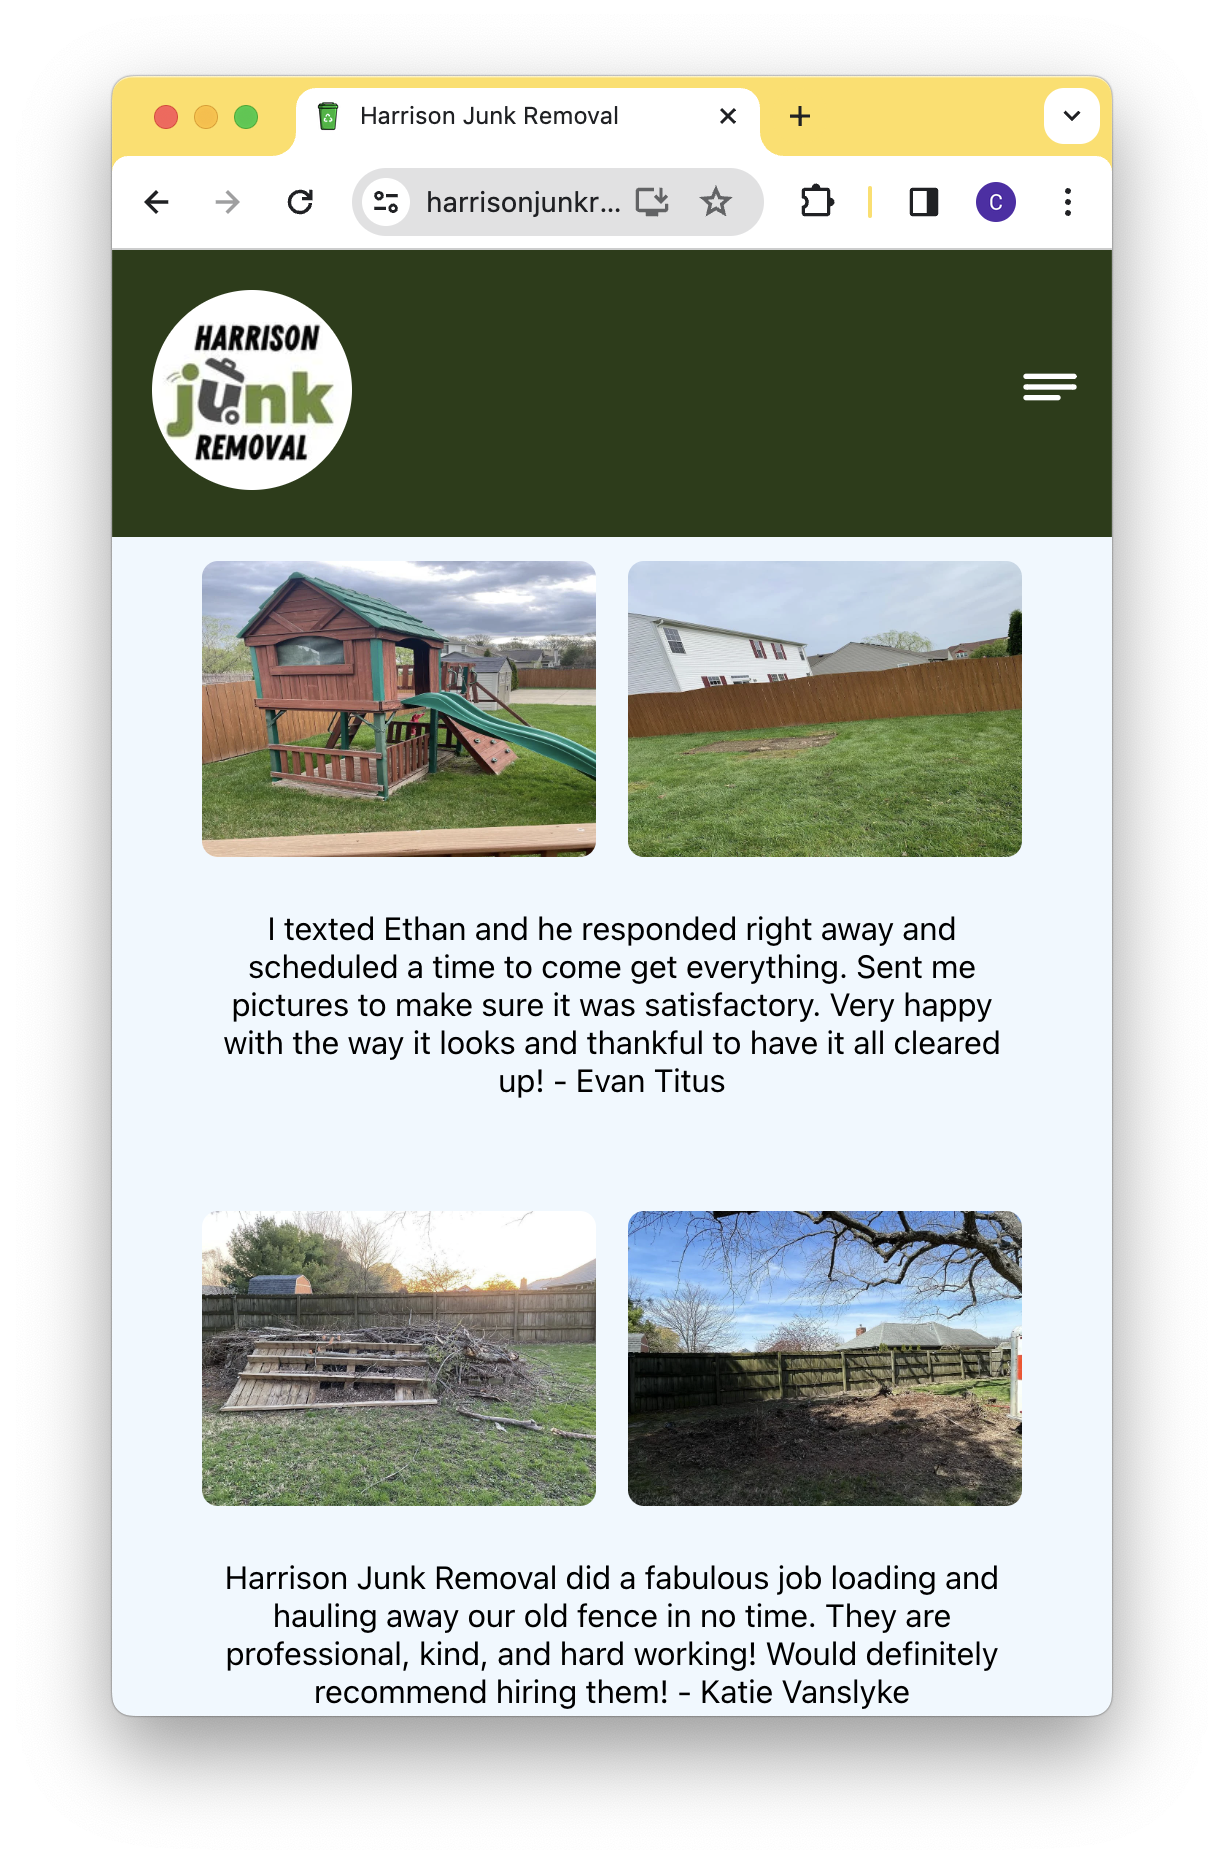 Harrison Junk Removal
harrisonjunkr...
C
HARRISON
junk
REMOVAL
I texted Ethan and he responded right away and
scheduled a time to come get everything. Sent me
pictures to make sure it was satisfactory. Very happy
with the way it looks and thankful to have it all cleared
up! - Evan Titus
Harrison Junk Removal did a fabulous job loading and
hauling away our old fence in no time. They are
professional, kind, and hard working! Would definitely
recommend hiring them! - Katie Vanslyke